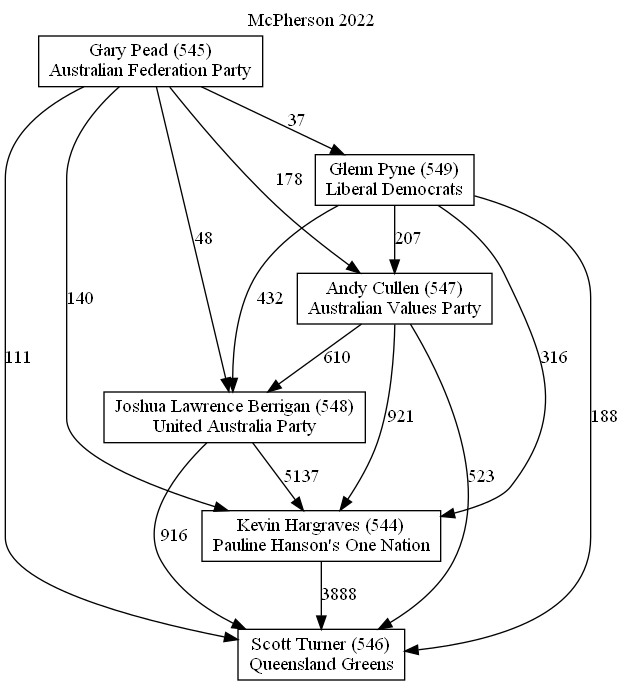 McPherson 2022
Gary Pead (545)
Australian Federation Party
37
Glenn Pyne (549)
Liberal Democrats
178
48
207
432
Andy Cullen (547)
Australian Values Party
140
111
610
316
Joshua Lawrence Berrigan (548)
United Australia Party
921
188
5137
523
916
Kevin Hargraves (544)
Pauline Hanson's One Nation
3888
Scott Turner (546)
Queensland Greens